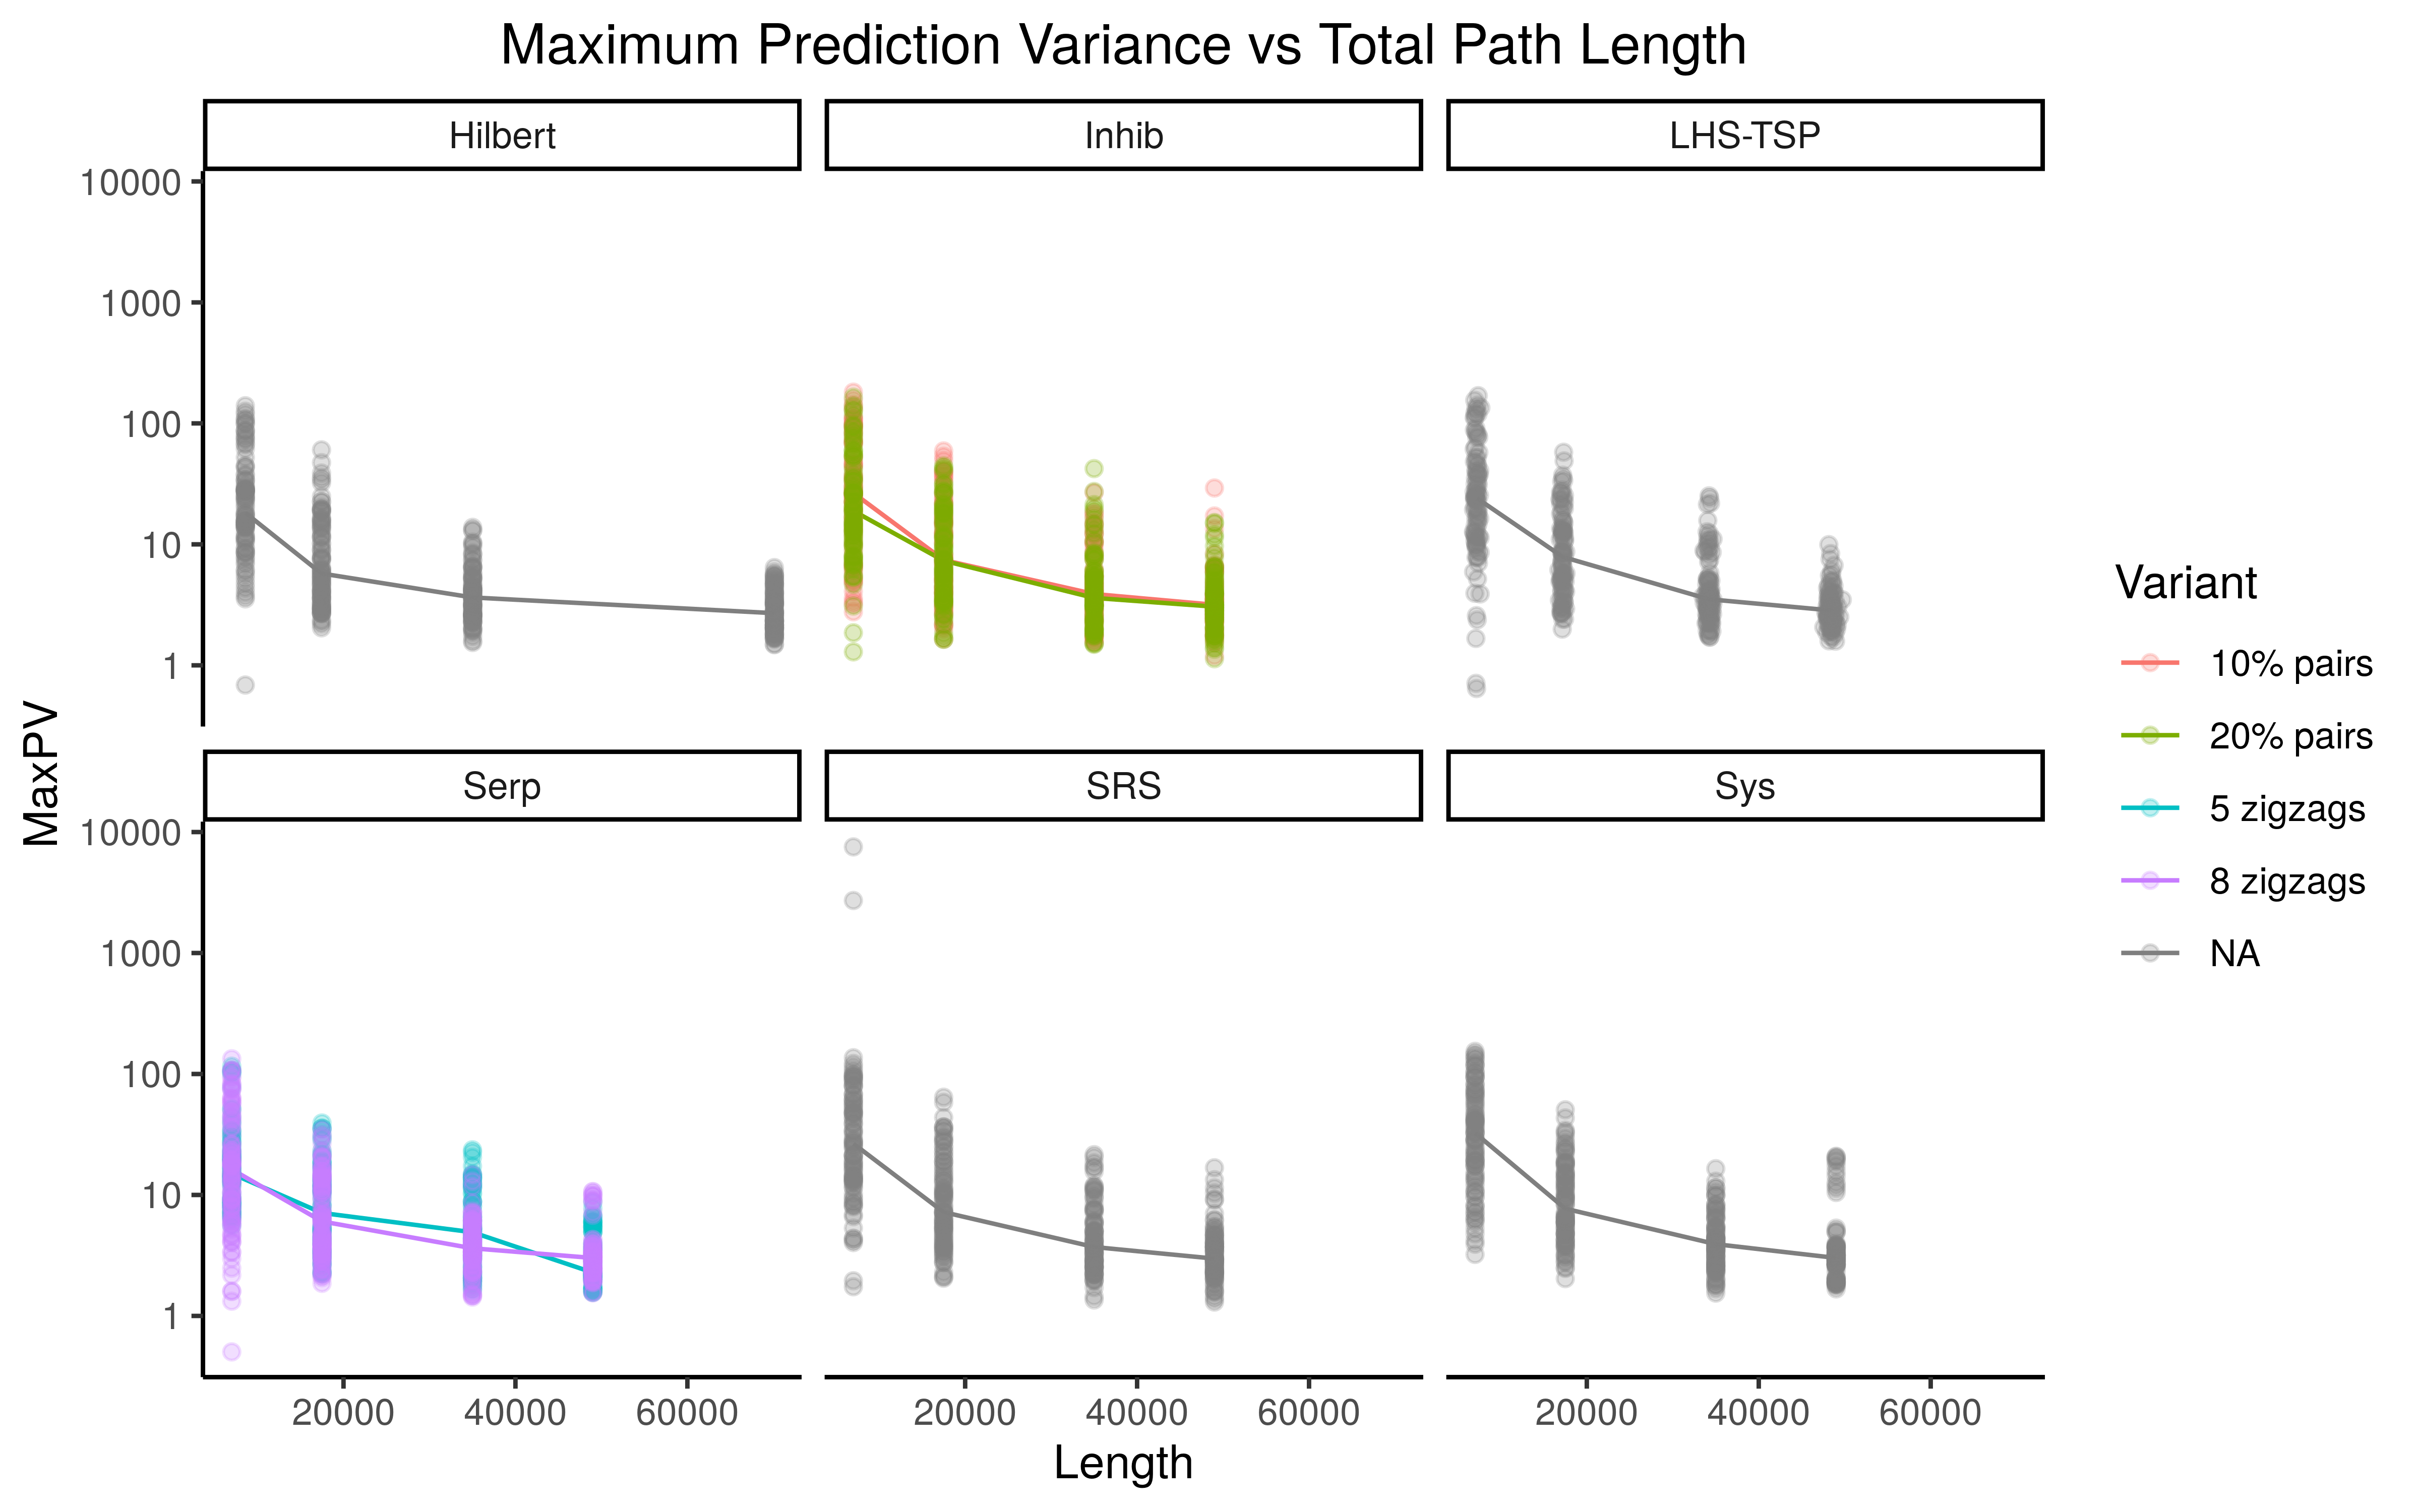 Maximum Prediction Variance vs Total Path Length
Hilbert
Inhib
LHS-TSP
10000
1000
100
10
1
Serp
SRS
Sys
10000
1000
100
10
1
MaxPV
20000
40000
60000
20000
40000
60000
20000
40000
60000
Length
Variant
10% pairs
20% pairs
5 zigzags
8 zigzags
NA